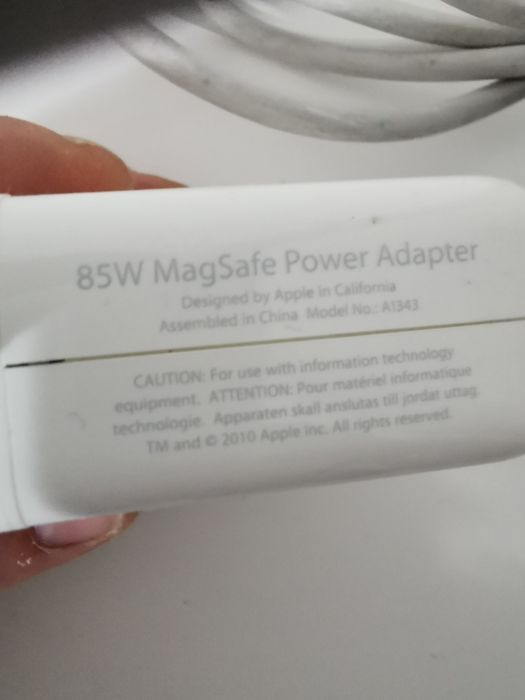 85W MagSafe Power Adapter
Designed by Apple in California
Assembled in China Model No.: A1343
CAUTION: For use with information technology
equipment. ATTENTION: Pour matériel informatique
technologie. Apparaten skall anslutas till jordat uttag.
TM and © 2010 Apple Inc. All rights reserved.